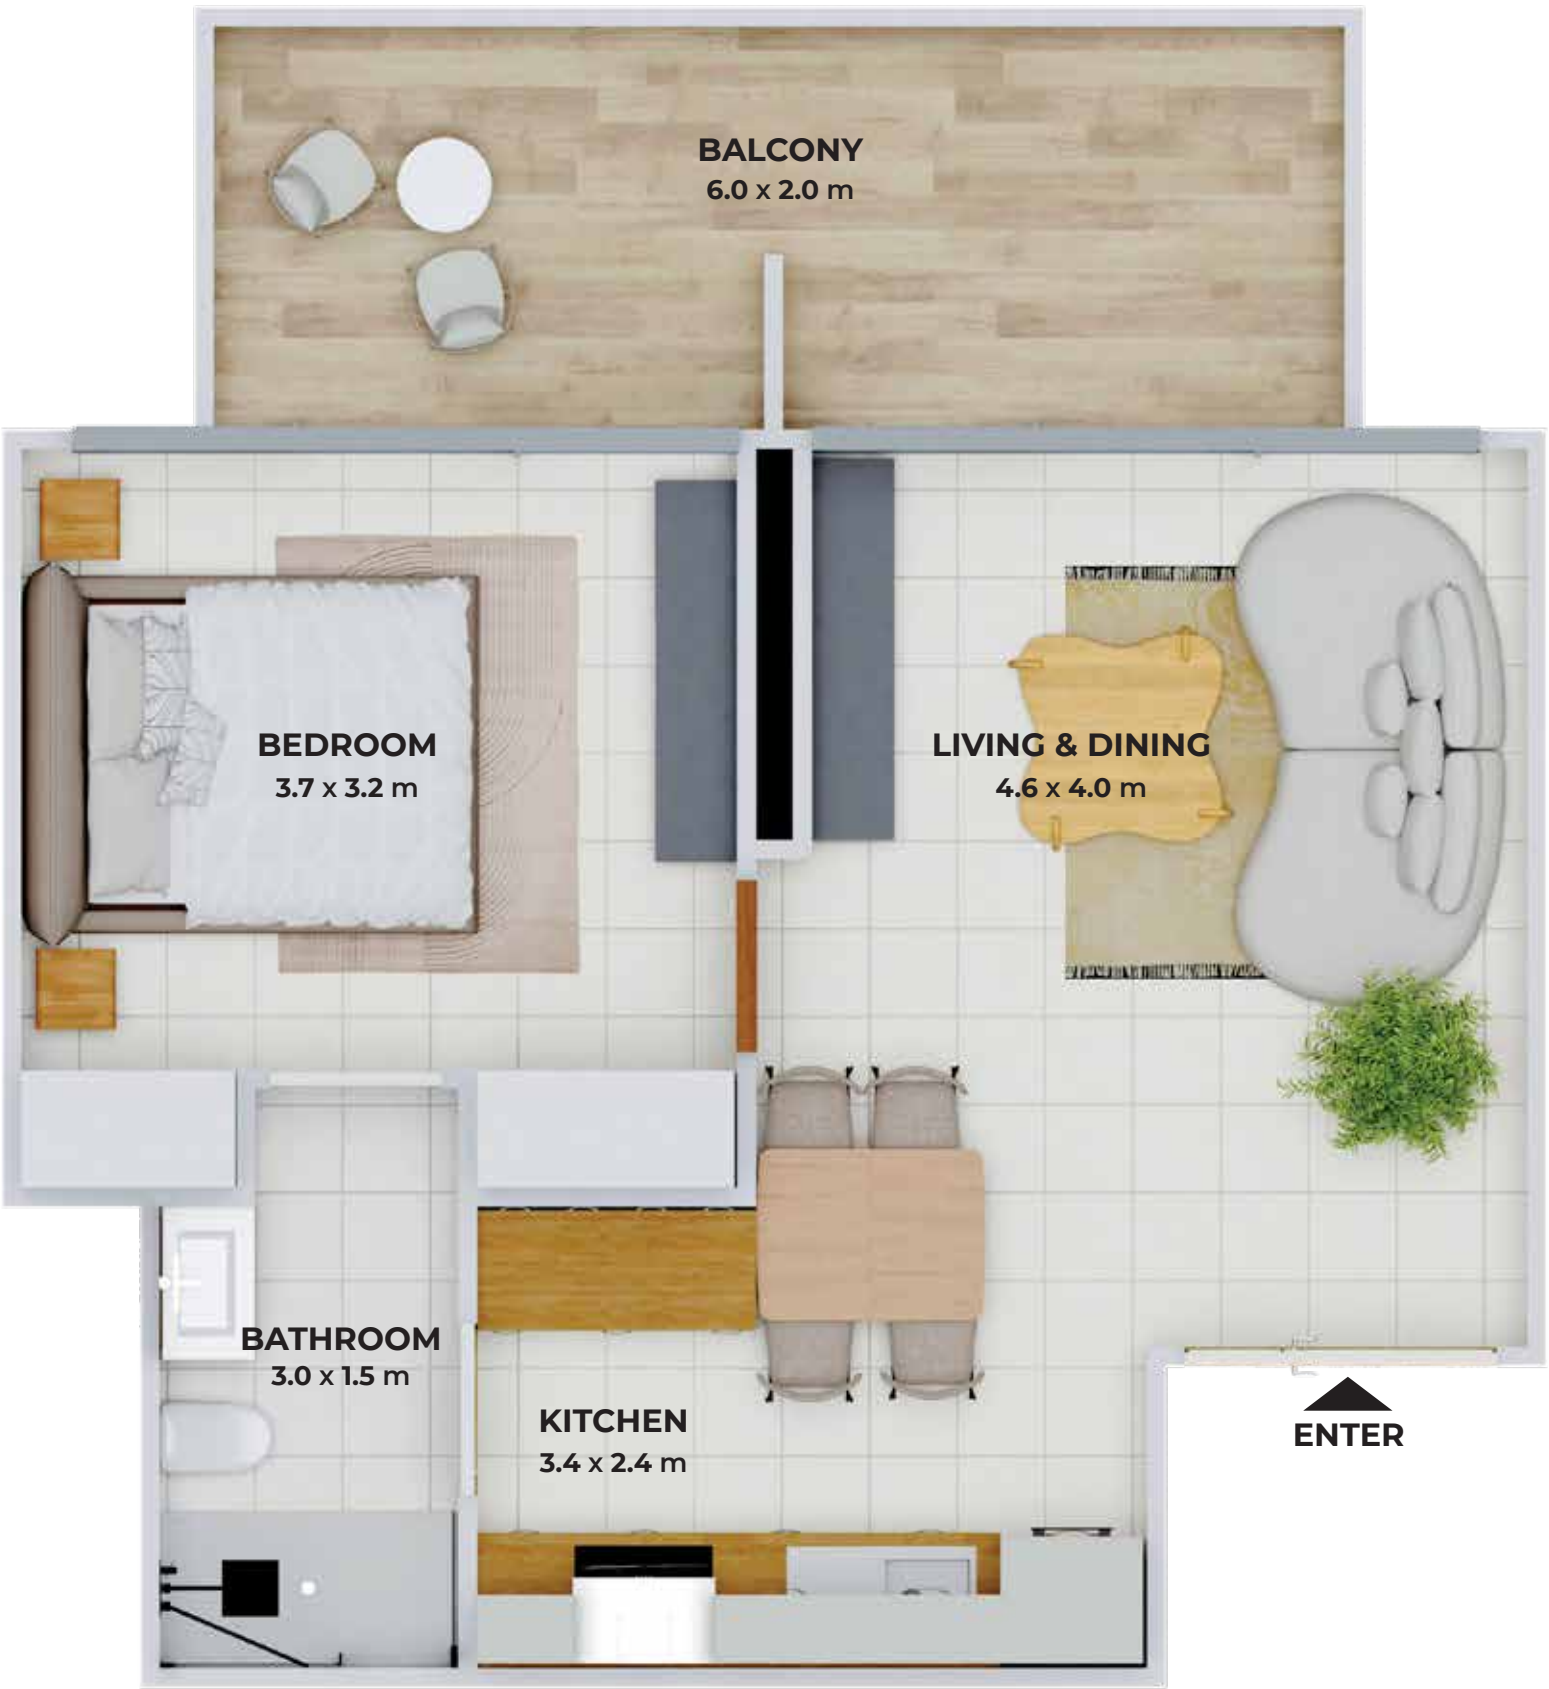 BALCONY
6.0 x 2.0 m
BEDROOM
3.7 x 3.2 m
LIVING & DINING
4.6 x 4.0 m
BATHROOM
3.0 x 1.5 m
KITCHEN
3.4 x 2.4 m
ENTER